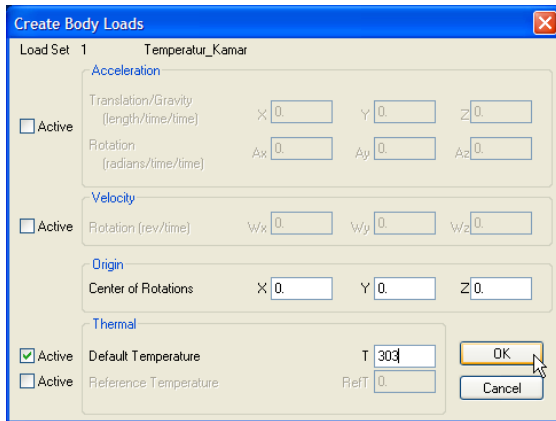 Create Body Loads
Load Set 1 Temperatur_Kamar
Acceleration
Translation/Gravity
(length/time/time)
X 0. Y 0. Z 0.
Active
Rotation
(radians/time/time)
Ax 0. Ay 0. Az 0.
Velocity
Active Rotation (rev/time) Wx 0. Wy 0. Wz 0.
Origin
Center of Rotations X 0. Y 0. Z 0.
Thermal
Active Default Temperature T 303 OK
Active Reference Temperature RefT 0. Cancel